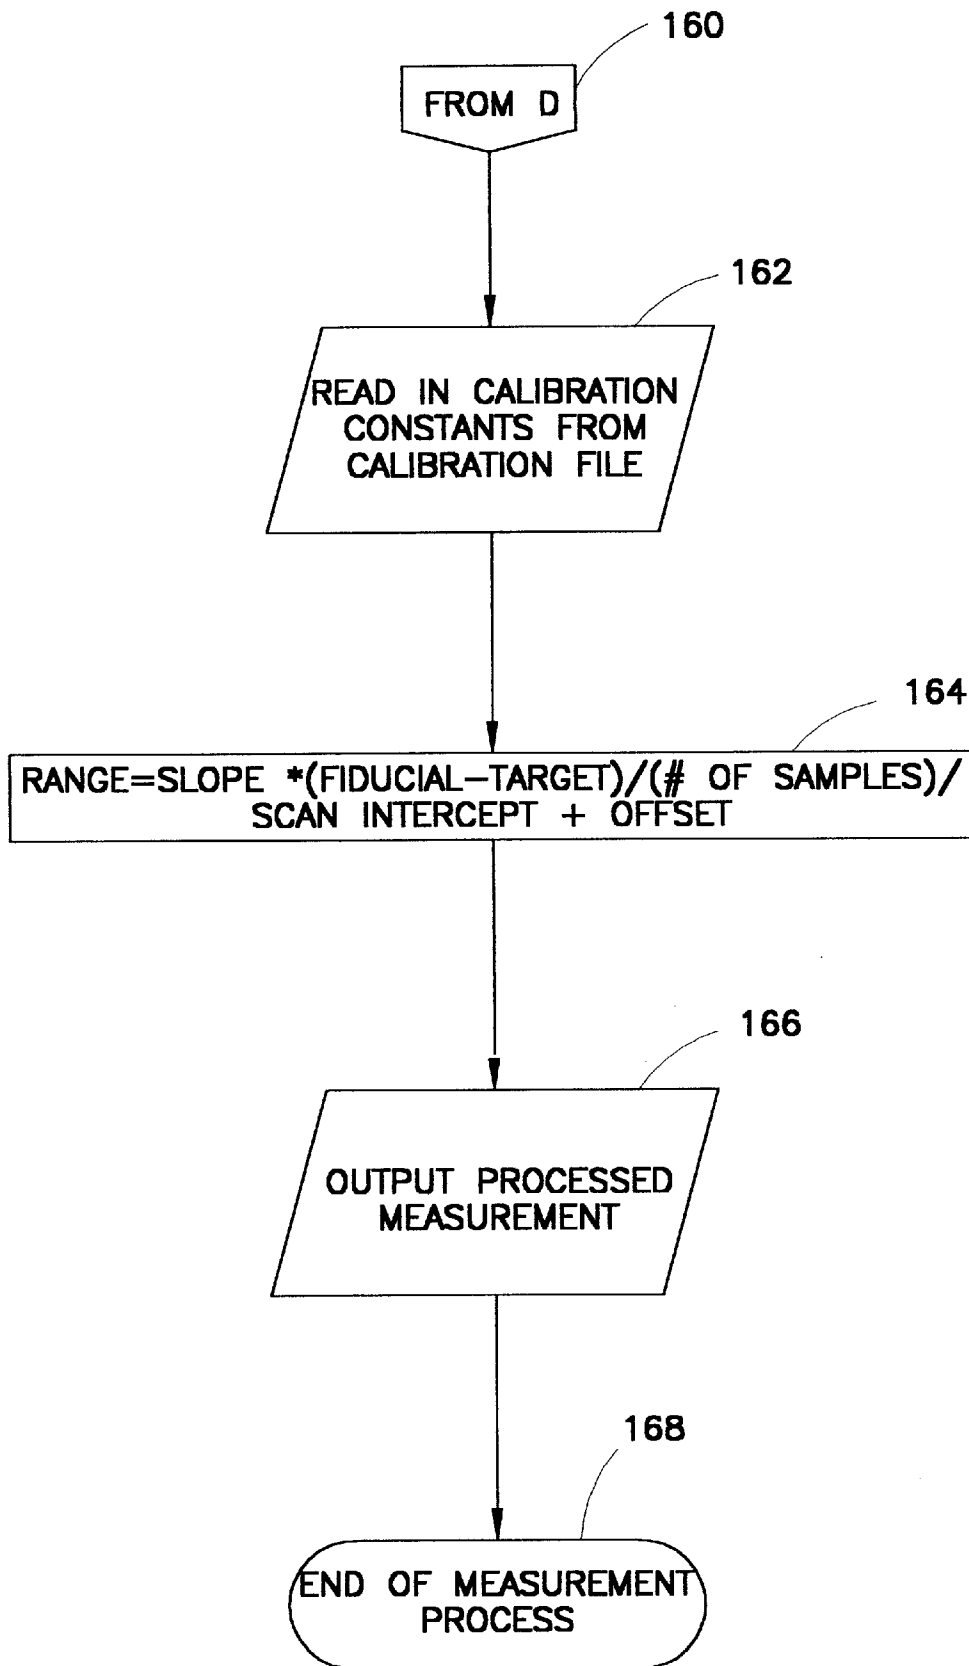 160
FROM D
162
READ IN CALIBRATION
CONSTANTS FROM
CALIBRATION FILE
164
RANGE=SLOPE *(FIDUCIAL-TARGET)/(# OF SAMPLES)/
SCAN INTERCEPT + OFFSET
166
OUTPUT PROCESSED
MEASUREMENT
168
END OF MEASUREMENT
PROCESS